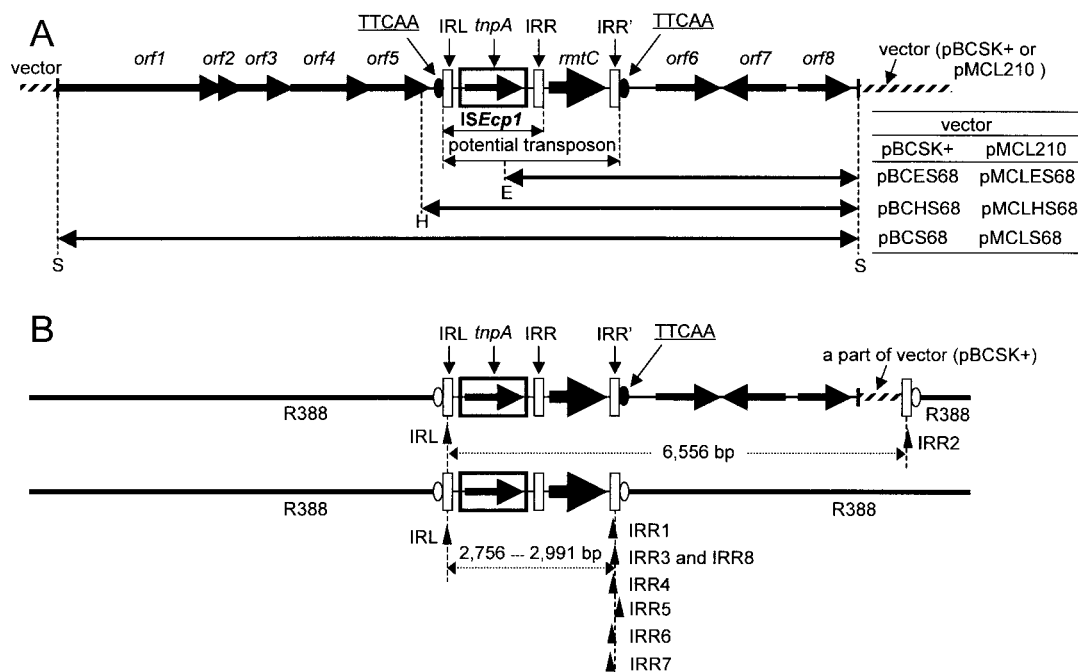 A
TTCAA IRL tnpA IRR IRR' TTCAA
vector orf1 orf2 orf3 orf4 orf5 rmtC orf6 orf7 orf8 vector (pBCSK+ or
pMCL210 )
ISEcp1
potential transposon
vector
pBCSK+ pMCL210
E pBCES68 pMCLES68
H pBCHS68 pMCLHS68
S S pBCS68 pMCLS68
B
IRL tnpA IRR IRR' TTCAA
a part of vector (pBCSK+)
R388 R388
IRL 6,556 bp IRR2
R388 R388
IRL 2,756 --- 2,991 bp
IRR1
IRR3 and IRR8
IRR4
IRR5
IRR6
IRR7